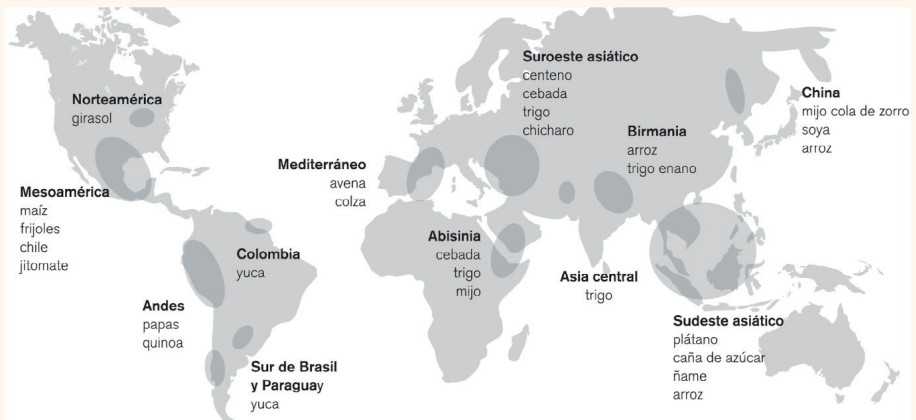 Norteamérica
girasol
Mesoamérica
maíz
frijoles
chile
jitomate
Colombia
yuca
Andes
papas
quinoa
Sur de Brasil
y Paraguay
yuca
Mediterráneo
avena
colza
Suroeste asiático
centeno
cebada
trigo
chicharo
Abisinia
cebada
trigo
mijo
Birmania
arroz
trigo enano
Asia central
trigo
China
mijo cola de zorro
soya
arroz
Sudeste asiático
plátano
caña de azúcar
ñame
arroz